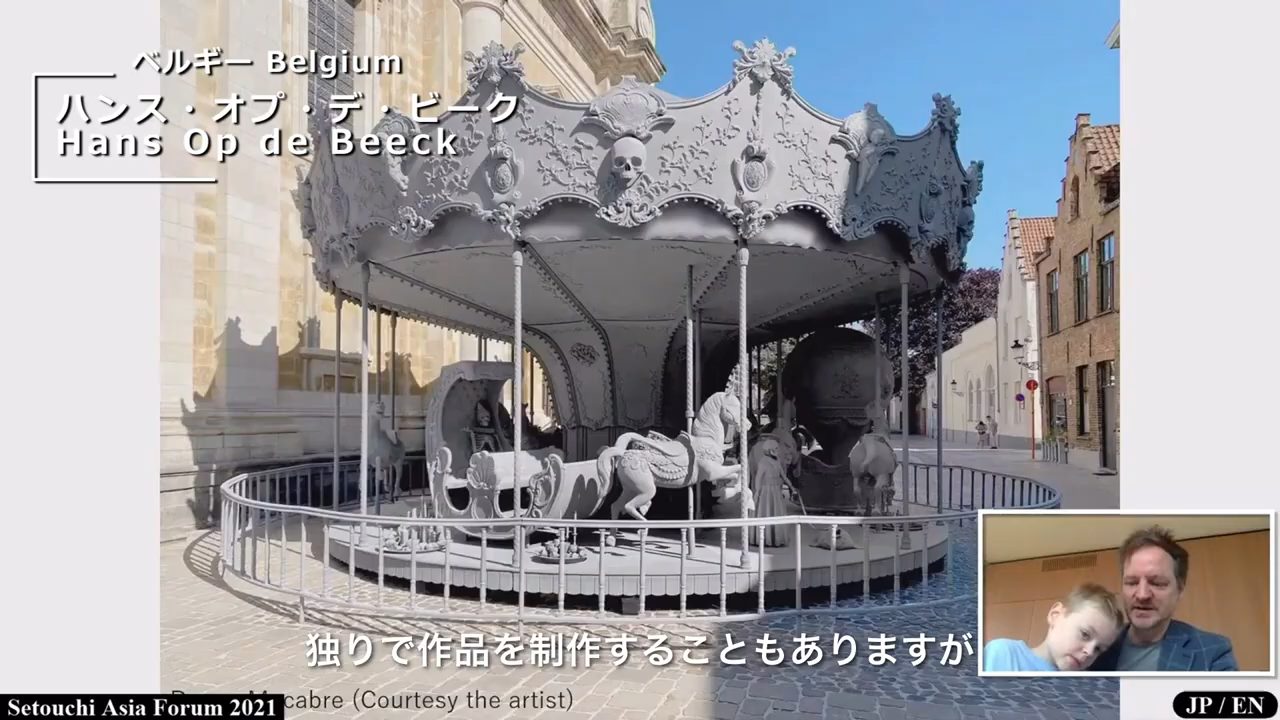 ベルギー Belgium
ハンス・オプ・デ・ビーク
Hans Op de Beeck
独りで作品を制作することもありますが
cabre (Courtesy the artist)
Setouchi Asia Forum 2021
JP / EN